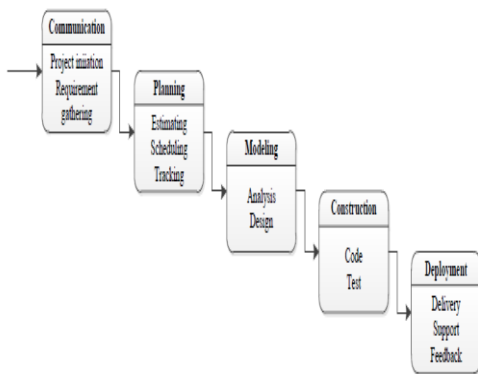 Communication
Project initiation
Requirement
gathering
Planning
Estimating
Scheduling
Tracking
Modeling
Analysis
Design
Construction
Code
Test
Deployment
Delivery
Support
Feedback